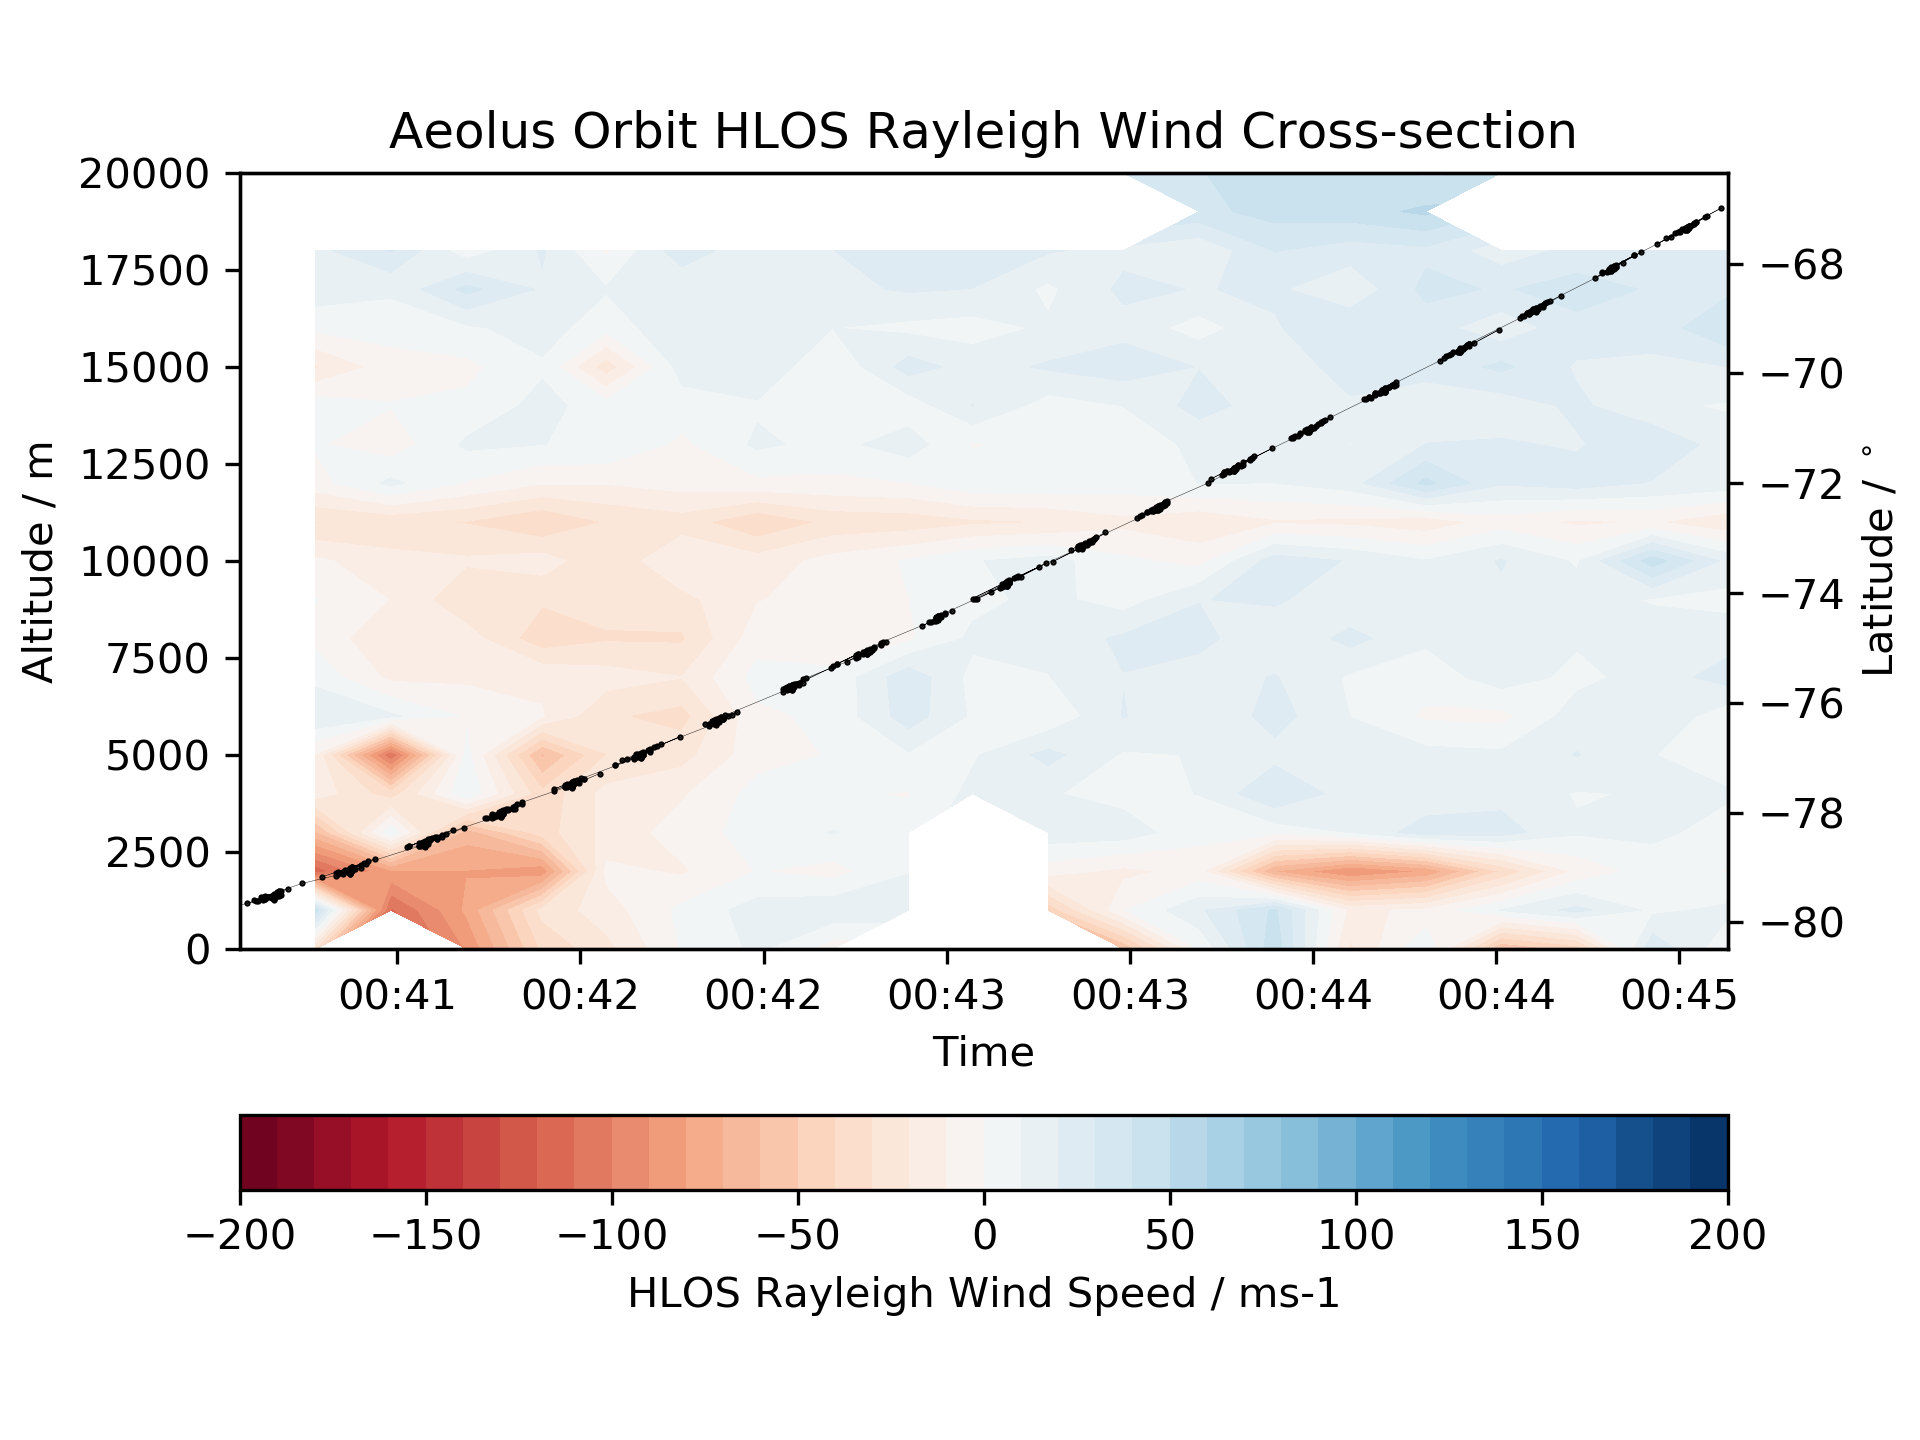 Aeolus Orbit HLOS Rayleigh Wind Cross-section
20000
17500
15000
12500
10000
7500
5000
2500
0
Altitude / m
−68
−70
−72
−74
−76
−78
−80
Latitude / °
00:41 00:42 00:42 00:43 00:43 00:44 00:44 00:45
Time
−200 −150 −100 −50 0 50 100 150 200
HLOS Rayleigh Wind Speed / ms-1